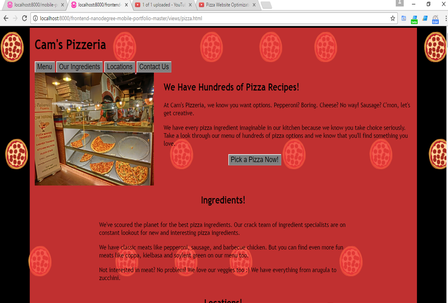 localhost:8000/mobile-p
localhost:8000/frontend-
1 of 1 uploaded - YouTub
Pizza Website Optimizati
localhost:8000/frontend-nanodegree-mobile-portfolio-master/views/pizza.html
Cam's Pizzeria
Menu Our Ingredients Locations Contact Us
We Have Hundreds of Pizza Recipes!
At Cam's Pizzeria, we know you want options. Pepperoni! Boring. Cheese! No way! Sausage! C'mon, let's
get creative.
We have every pizza ingredient imaginable in our kitchen because we know you take choice seriously.
Take a look through our menu of hundreds of pizza options and we know that you'll find something you
love.
Pick a Pizza Now!
Ingredients!
We've scoured the planet for the best pizza ingredients. Our crack team of ingredient specialists are on
constant lookout for new and interesting pizza ingredients.
We have classic meats like pepperoni, sausage, and barbecue chicken. But you can find even more fun
meats like koppa, kielbasa and soylent green on our menu too.
Not interested in meat? No problem! We love our veggies too! We have everything from arugula to
zucchini.
Locations!